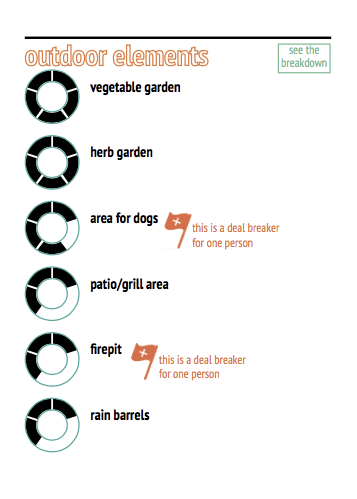 outdoor elements
see the
breakdown
vegetable garden
herb garden
area for dogs
this is a deal breaker
for one person
patio/grill area
firepit
this is a deal breaker
for one person
rain barrels